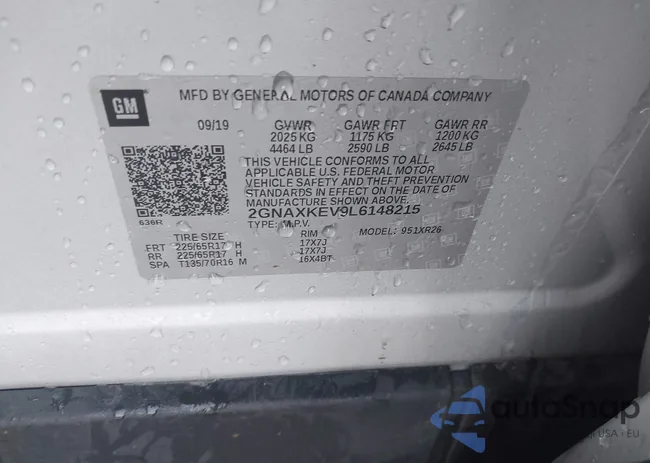 GM
MFD BY GENERAL MOTORS OF CANADA COMPANY
09/19 GVWR GAWR FRT GAWR RR
2025 KG 1175 KG 1200 KG
4464 LB 2590 LB 2645 LB
THIS VEHICLE CONFORMS TO ALL
APPLICABLE U.S. FEDERAL MOTOR
VEHICLE SAFETY AND THEFT PREVENTION
STANDARDS IN EFFECT ON THE DATE OF
MANUFACTURE SHOWN ABOVE.
2GNAXKEV9L6148215
636R
TYPE: M.P.V. MODEL: 951XR26
TIRE SIZE RIM
FRT 225/65R17 H 17X7J
RR 225/65R17 H 17X7J
SPA T135/70R16 M 16X4BT
autoSnap
USA • EU